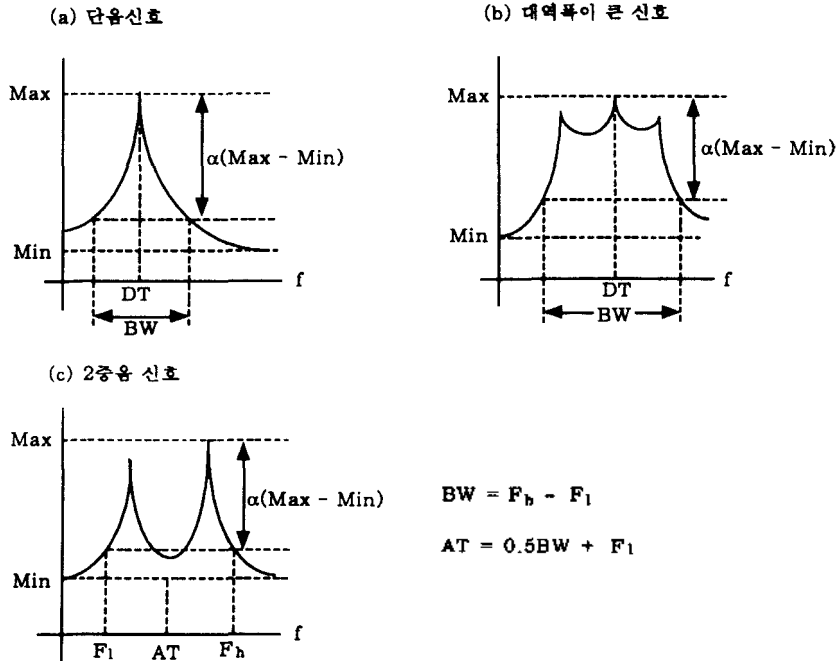 (a) 단음신호
Max
α(Max - Min)
Min
DT
f
BW
(b) 대역폭이 큰 신호
Max
α(Max - Min)
Min
DT
f
BW
(c) 2중음 신호
Max
α(Max - Min)
Min
F₁
AT
Fₕ
f
BW = Fₕ - F₁
AT = 0.5BW + F₁